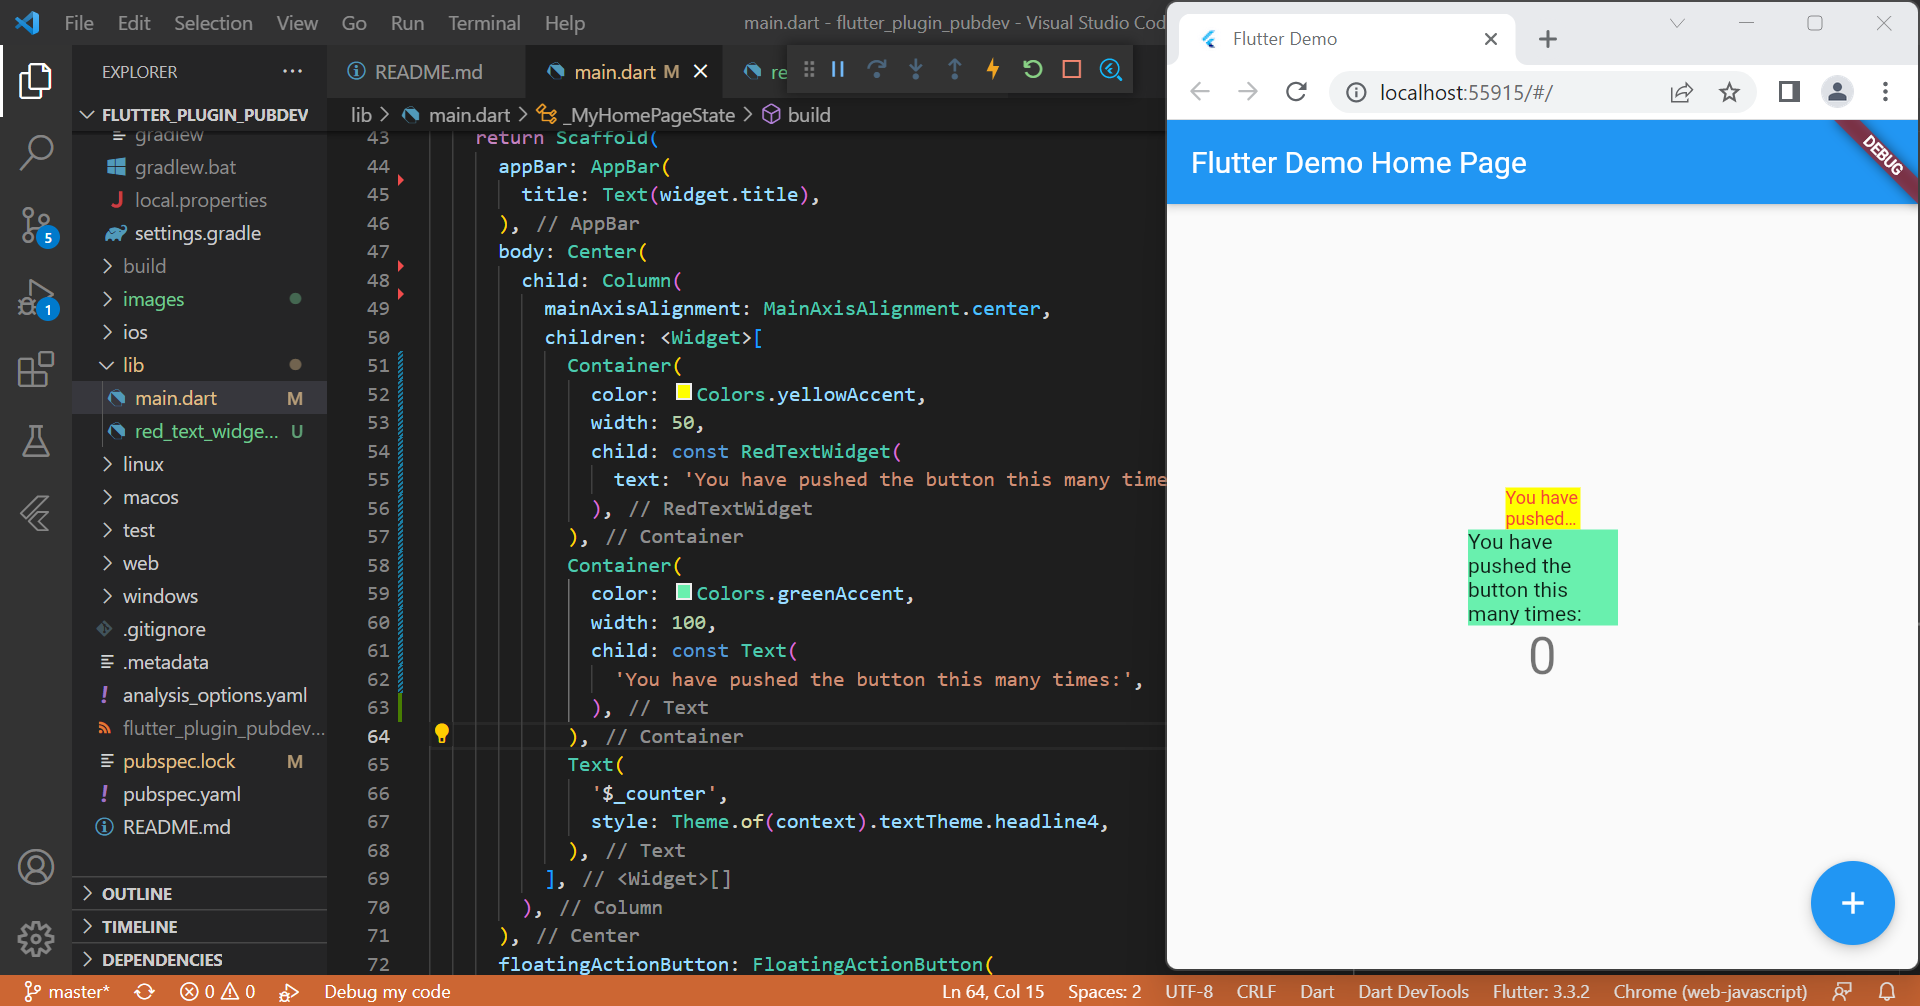 File Edit Selection View Go Run Terminal Help
main.dart - flutter_plugin_pubdev - Visual Studio Cod
EXPLORER
FLUTTER_PLUGIN_PUBDEV
gradlew
gradlew.bat
local.properties
settings.gradle
build
images
ios
lib
main.dart M
red_text_widge... U
linux
macos
test
web
windows
.gitignore
.metadata
analysis_options.yaml
flutter_plugin_pubdev...
pubspec.lock M
pubspec.yaml
README.md
OUTLINE
TIMELINE
DEPENDENCIES
5
1
README.md
main.dart M
re
lib > main.dart > _MyHomePageState > build
43 return Scaffold(
44 appBar: AppBar(
45 title: Text(widget.title),
46 ), // AppBar
47 body: Center(
48 child: Column(
49 mainAxisAlignment: MainAxisAlignment.center,
50 children: <Widget>[
51 Container(
52 color: Colors.yellowAccent,
53 width: 50,
54 child: const RedTextWidget(
55 text: 'You have pushed the button this many time
56 ), // RedTextWidget
57 ), // Container
58 Container(
59 color: Colors.greenAccent,
60 width: 100,
61 child: const Text(
62 'You have pushed the button this many times:',
63 ), // Text
64 ), // Container
65 Text(
66 '$_counter',
67 style: Theme.of(context).textTheme.headline4,
68 ), // Text
69 ], // <Widget>[]
70 ), // Column
71 ), // Center
72 floatingActionButton: FloatingActionButton(
Flutter Demo
localhost:55915/#/
Flutter Demo Home Page
DEBUG
You have
pushed...
You have
pushed the
button this
many times:
0
master* 0 0 Debug my code
Ln 64, Col 15 Spaces: 2 UTF-8 CRLF Dart Dart DevTools Flutter: 3.3.2 Chrome (web-javascript)